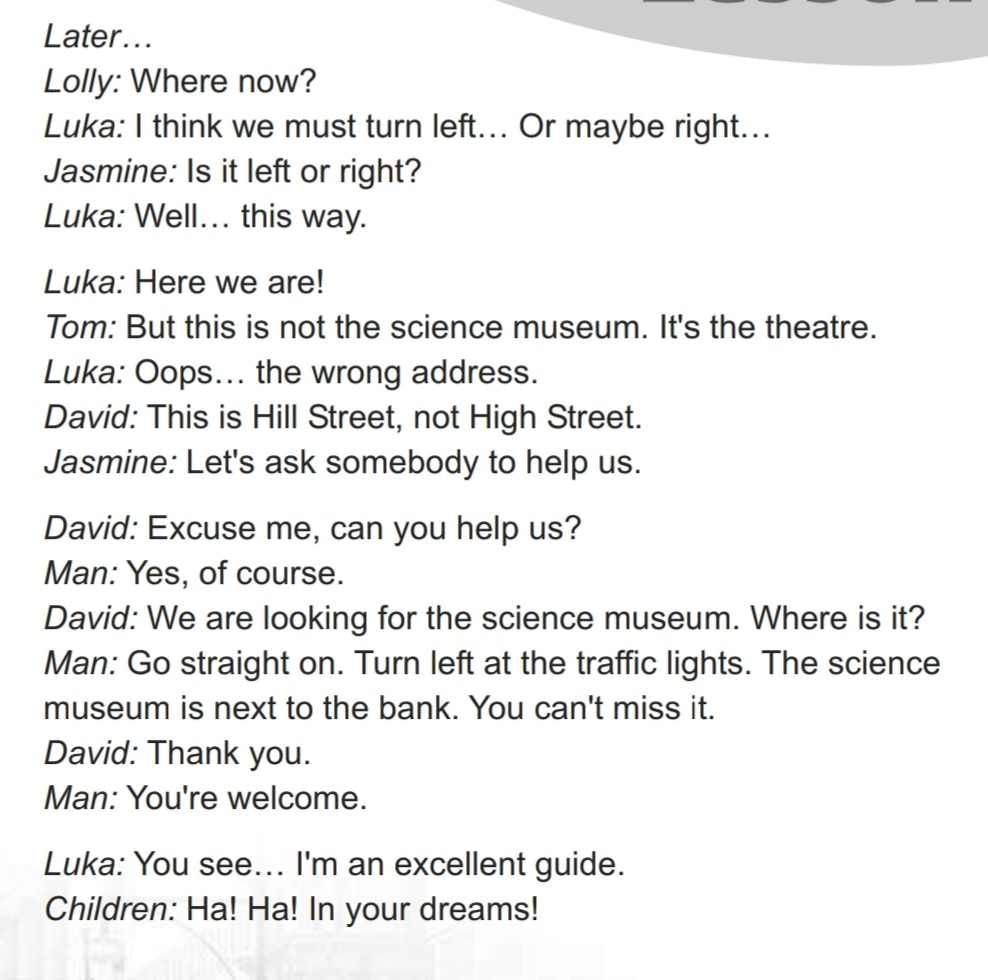 Later…
Lolly: Where now?
Luka: I think we must turn left… Or maybe right…
Jasmine: Is it left or right?
Luka: Well… this way.
Luka: Here we are!
Tom: But this is not the science museum. It's the theatre.
Luka: Oops… the wrong address.
David: This is Hill Street, not High Street.
Jasmine: Let's ask somebody to help us.
David: Excuse me, can you help us?
Man: Yes, of course.
David: We are looking for the science museum. Where is it?
Man: Go straight on. Turn left at the traffic lights. The science
museum is next to the bank. You can't miss it.
David: Thank you.
Man: You're welcome.
Luka: You see… I'm an excellent guide.
Children: Ha! Ha! In your dreams!